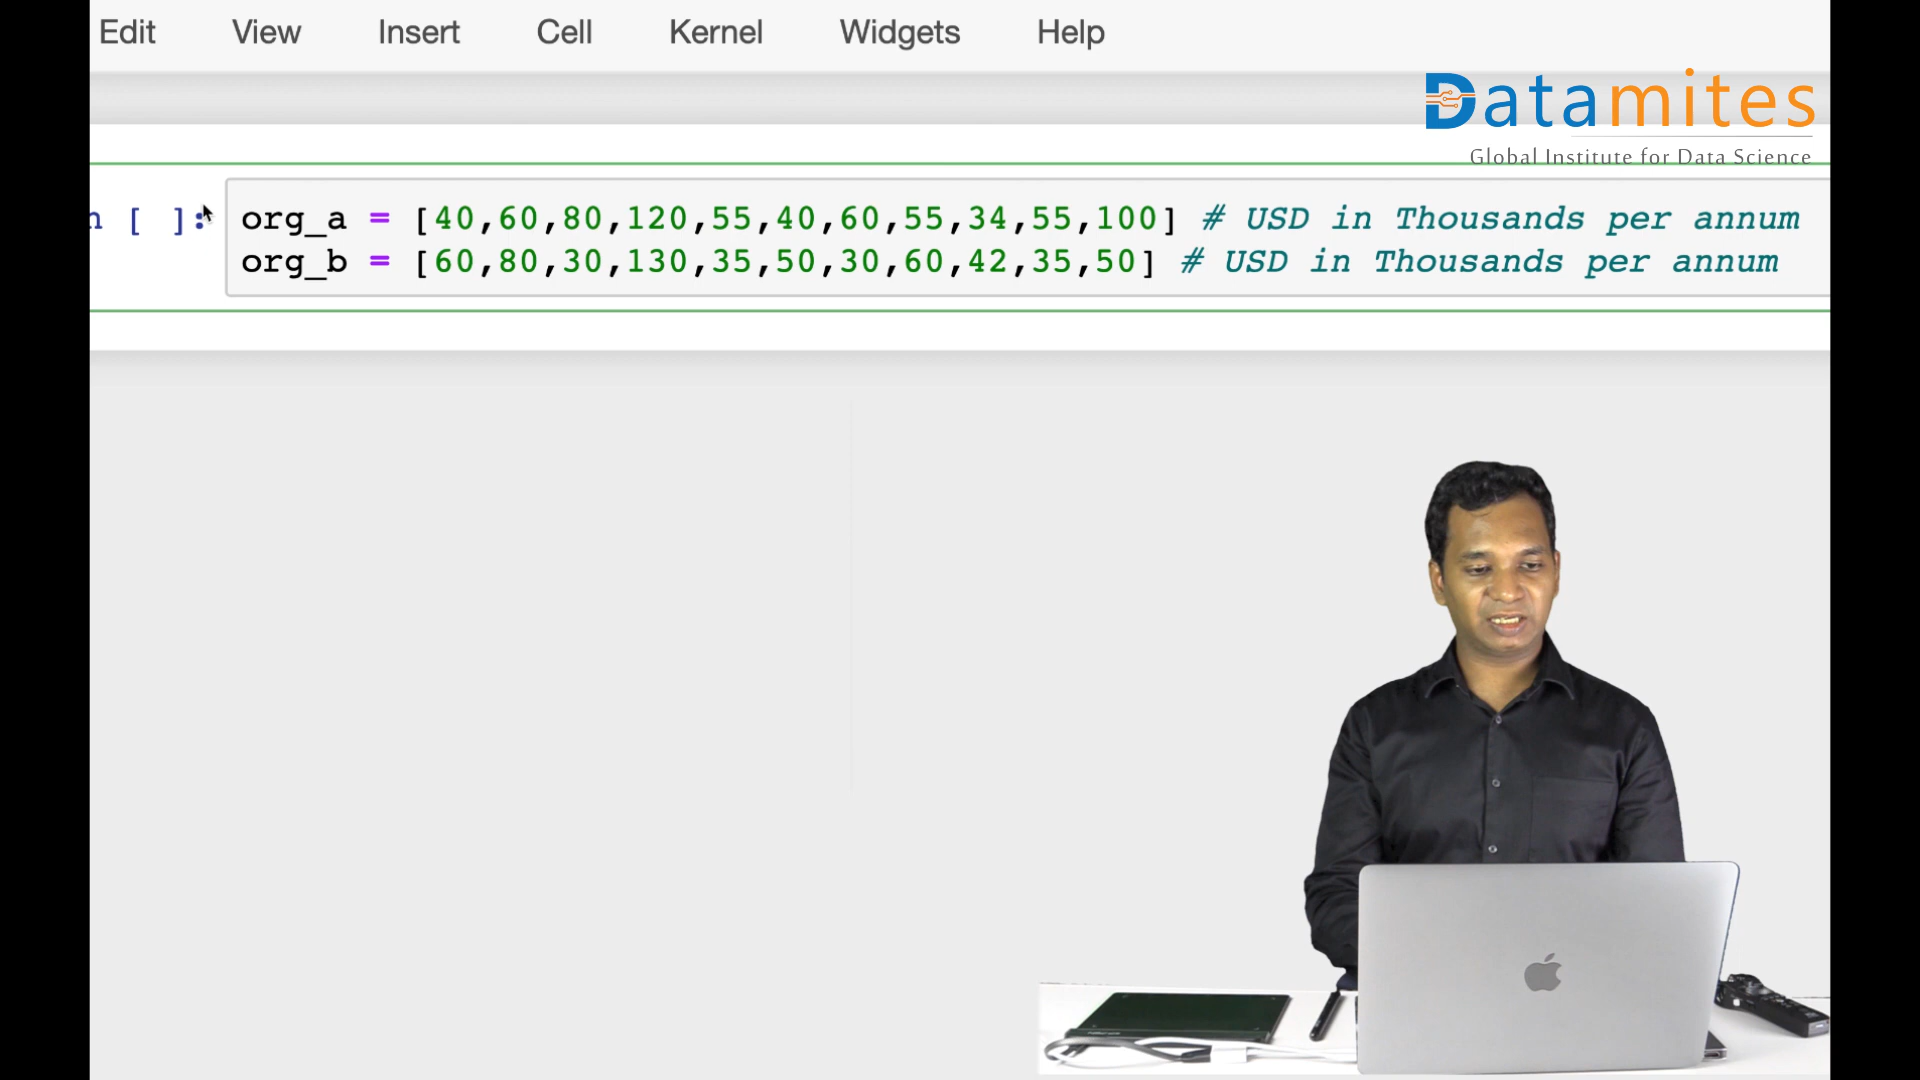 Edit View Insert Cell Kernel Widgets Help
Datamites
Global Institute for Data Science
n [ ]: org_a = [40,60,80,120,55,40,60,55,34,55,100] # USD in Thousands per annum
org_b = [60,80,30,130,35,50,30,60,42,35,50] # USD in Thousands per annum